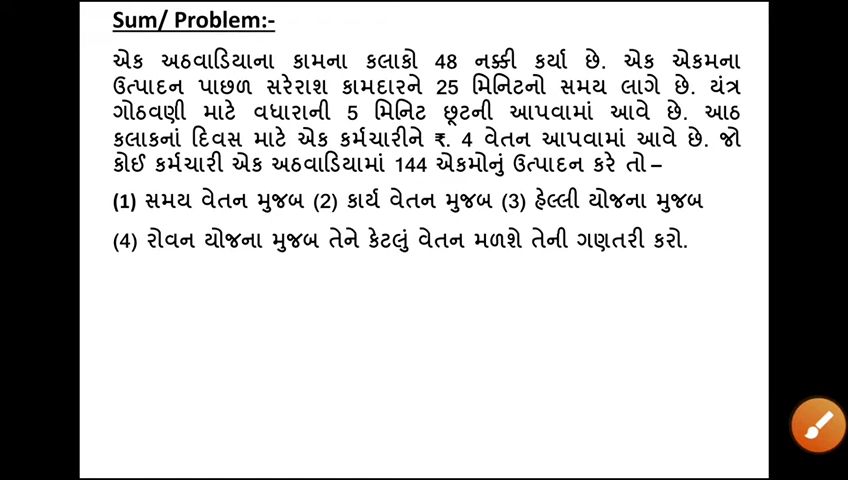 Sum/ Problem:-
એક અઠવાડિયાના કામના કલાકો 48 નક્કી કર્યા છે. એક એકમના
ઉત્પાદન પાછળ સરેરાશ કામદારને 25 મિનિટનો સમય લાગે છે. યંત્ર
ગોઠવણી માટે વધારાની 5 મિનિટ છૂટની આપવામાં આવે છે. આઠ
કલાકનાં દિવસ માટે એક કર્મચારીને ₹. 4 વેતન આપવામાં આવે છે. જો
કોઈ કર્મચારી એક અઠવાડિયામાં 144 એકમોનું ઉત્પાદન કરે તો –
(1) સમય વેતન મુજબ (2) કાર્ય વેતન મુજબ (3) હેલ્લી યોજના મુજબ
(4) રોવન યોજના મુજબ તેને કેટલું વેતન મળશે તેની ગણતરી કરો.